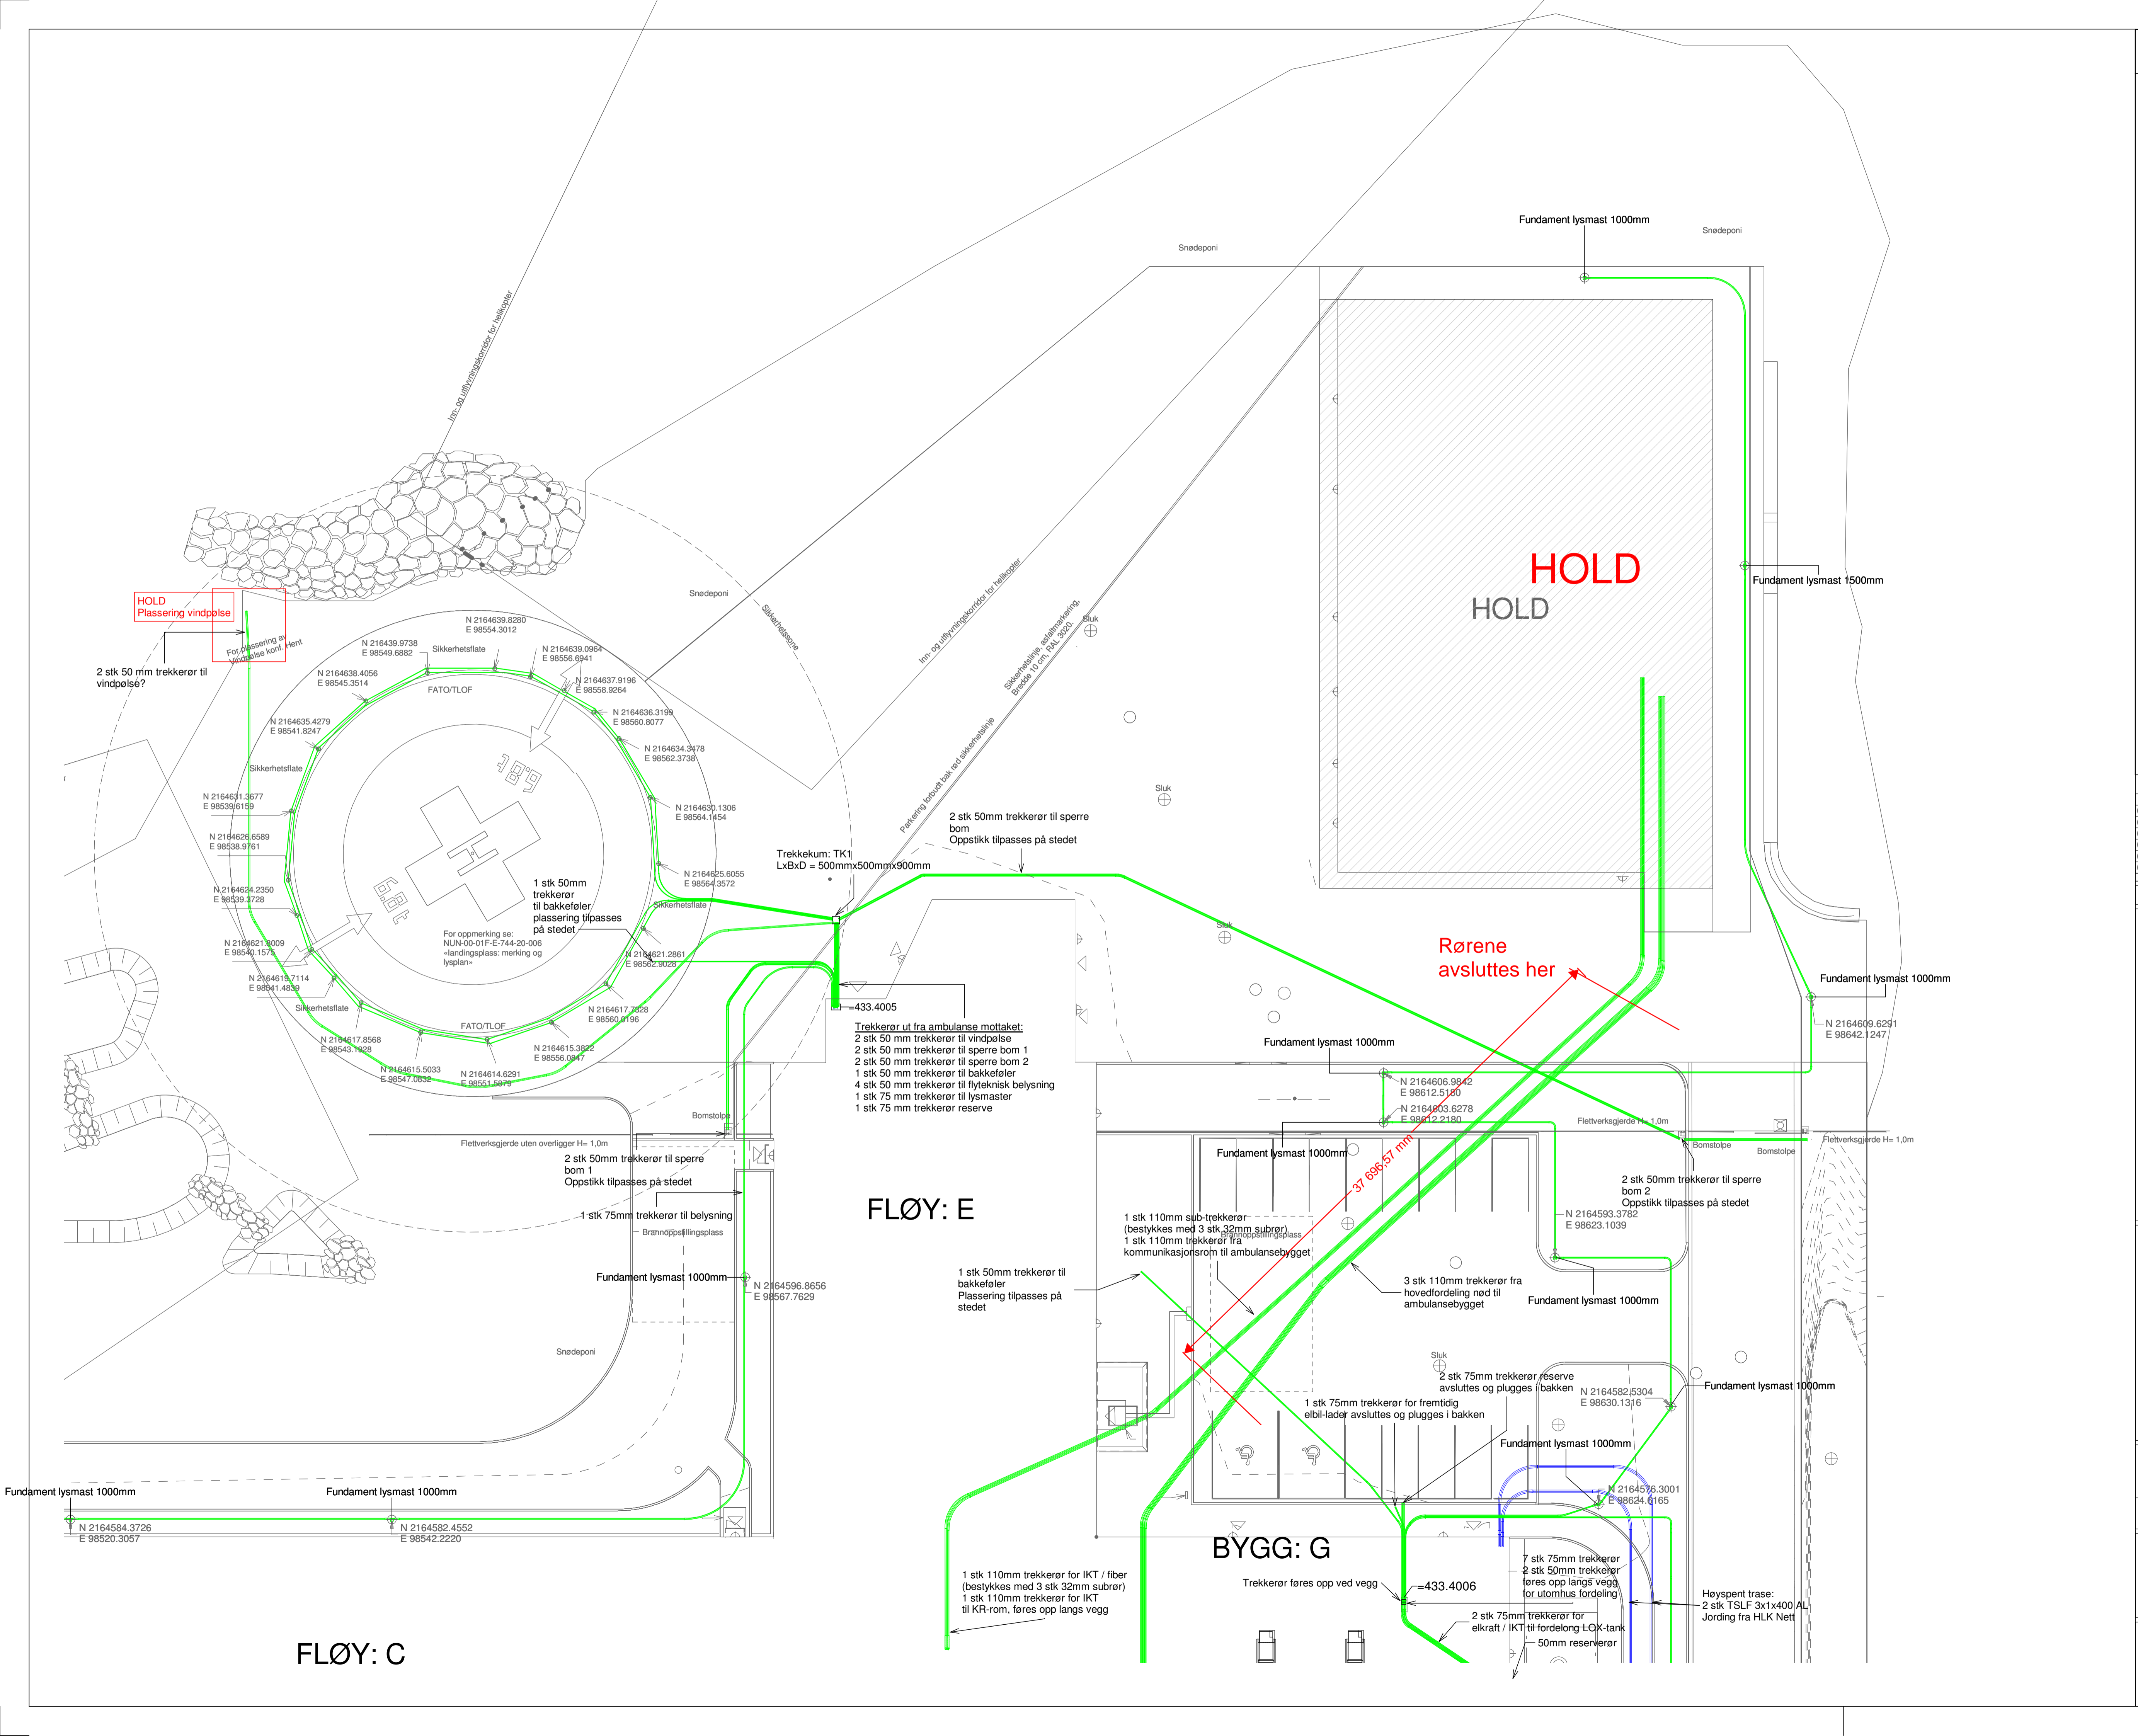 Fundament lysmast 1000mm
Snødeponi
Snødeponi
Inn- og utflyvningskorridor for helikopter
HOLD
HOLD
Fundament lysmast 1500mm
HOLD
Plassering vindpølse
For plassering av
Vindpølse konf. Hent
2 stk 50 mm trekkerør til
vindpølse?
Snødeponi
Sikkerhetssone
Inn- og utflyvningskorridor for helikopter
Sikkerhetslinje, asfaltmarkering,
Bredde 10 cm, RAL 3020.
Parkering forbudt bak rød sikkerhetslinje
Sluk
Sluk
Sluk
N 2164639.8280
E 98554.3012
N 216439.9738
E 98549.6882
Sikkerhetsflate
N 2164639.0964
E 98556.6941
N 2164638.4056
E 98545.3514
N 2164637.9196
E 98558.9264
FATO/TLOF
N 2164636.3199
E 98560.8077
N 2164635.4279
E 98541.8247
N 2164634.3478
E 98562.3738
Sikkerhetsflate
N 2164631.3677
E 98539.6159
N 2164630.1306
E 98564.1454
N 2164626.6589
E 98538.9761
N 2164625.6055
E 98564.3572
N 2164624.2350
E 98539.3728
Sikkerhetsflate
1 stk 50mm
trekkerør
til bakkeføler
plassering tilpasses
på stedet
For oppmerking se:
NUN-00-01F-E-744-20-006
«landingsplass: merking og
lysplan»
N 2164621.8009
E 98540.1575
N 2164621.2861
E 98562.9028
N 2164619.7114
E 98541.4839
Sikkerhetsflate
N 2164617.7328
E 98560.0196
FATO/TLOF
N 2164617.8568
E 98543.1928
N 2164615.3822
E 98556.0847
N 2164615.5033
E 98547.0832
N 2164614.6291
E 98551.5879
Trekkekum: TK1
LxBxD = 500mmx500mmx900mm
2 stk 50mm trekkerør til sperre
bom
Oppstikk tilpasses på stedet
=433.4005
Trekkerør ut fra ambulanse mottaket:
2 stk 50 mm trekkerør til vindpølse
2 stk 50 mm trekkerør til sperre bom 1
2 stk 50 mm trekkerør til sperre bom 2
1 stk 50 mm trekkerør til bakkeføler
4 stk 50 mm trekkerør til flyteknisk belysning
1 stk 75 mm trekkerør til lysmaster
1 stk 75 mm trekkerør reserve
Rørene
avsluttes her
37 696,57 mm
Fundament lysmast 1000mm
N 2164609.6291
E 98642.1247
Fundament lysmast 1000mm
N 2164606.9842
E 98612.5180
N 2164603.6278
E 98612.2180
Fundament lysmast 1000mm
Flettverksgjerde H= 1,0m
Bomstolpe
Bomstolpe
Flettverksgjerde H= 1,0m
Bomstolpe
Flettverksgjerde uten overligger H= 1,0m
2 stk 50mm trekkerør til sperre
bom 1
Oppstikk tilpasses på stedet
2 stk 50mm trekkerør til sperre
bom 2
Oppstikk tilpasses på stedet
1 stk 75mm trekkerør til belysning
Brannoppstillingsplass
FLØY: E
1 stk 110mm sub-trekkerør
(bestykkes med 3 stk 32mm subrør)
1 stk 110mm trekkerør fra
kommunikasjonsrom til ambulansebygget
Brannoppstillingsplass
N 2164593.3782
E 98623.1039
Fundament lysmast 1000mm
N 2164596.8656
E 98567.7629
1 stk 50mm trekkerør til
bakkeføler
Plassering tilpasses på
stedet
3 stk 110mm trekkerør fra
hovedfordeling nød til
ambulansebygget
Fundament lysmast 1000mm
Snødeponi
Sluk
2 stk 75mm trekkerør reserve
avsluttes og plugges i bakken
1 stk 75mm trekkerør for fremtidig
elbil-lader avsluttes og plugges i bakken
N 2164582.5304
E 98630.1316
Fundament lysmast 1000mm
Fundament lysmast 1000mm
N 2164576.3001
E 98624.6165
Fundament lysmast 1000mm
N 2164584.3726
E 98520.3057
Fundament lysmast 1000mm
N 2164582.4552
E 98542.2220
BYGG: G
1 stk 110mm trekkerør for IKT / fiber
(bestykkes med 3 stk 32mm subrør)
1 stk 110mm trekkerør for IKT
til KR-rom, føres opp langs vegg
Trekkerør føres opp ved vegg
=433.4006
7 stk 75mm trekkerør
2 stk 50mm trekkerør
føres opp langs vegg
for utomhus fordeling
2 stk 75mm trekkerør for
elkraft / IKT til fordelong LOX-tank
50mm reserverør
Høyspent trase:
2 stk TSLF 3x1x400 AL
Jording fra HLK Nett
FLØY: C